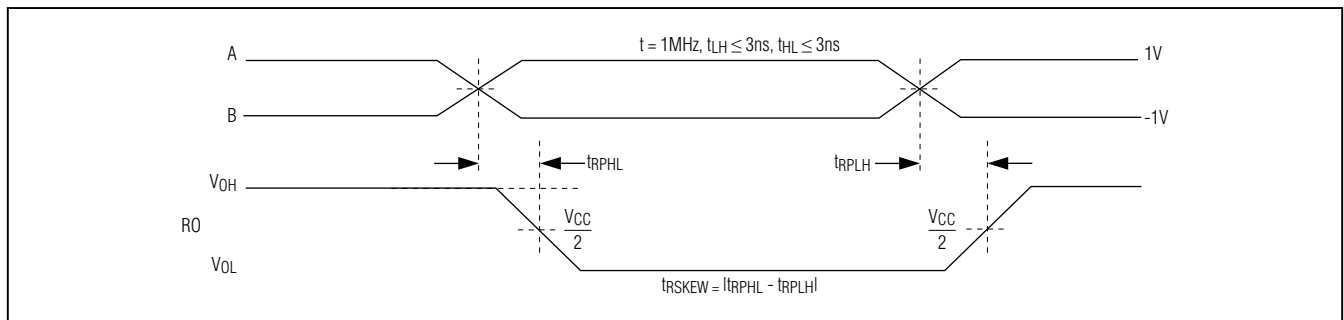 t = 1MHz, tLH ≤ 3ns, tHL ≤ 3ns
A
1V
B
-1V
tRPHL
tRPLH
VOH
RO
VCC
2
VCC
2
VOL
tRSKEW = |tRPHL - tRPLH|